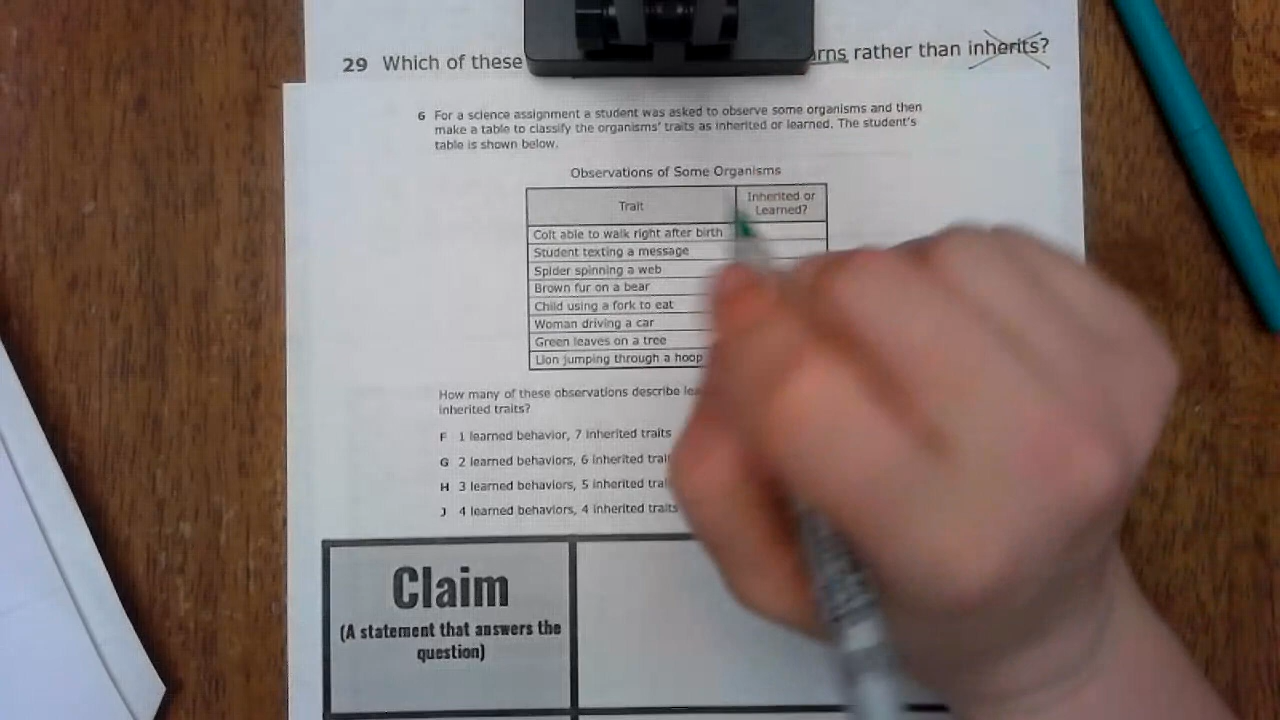 29 Which of these rather than inherits?
6 For a science assignment a student was asked to observe some organisms and then
make a table to classify the organisms' traits as inherited or learned. The student's
table is shown below.
Observations of Some Organisms
Trait
Inherited or
Learned?
Colt able to walk right after birth
Student texting a message
Spider spinning a web
Brown fur on a bear
Child using a fork to eat
Woman driving a car
Green leaves on a tree
Lion jumping through a hoop
How many of these observations describe
inherited traits?
F 1 learned behavior, 7 inherited traits
G 2 learned behaviors, 6 inherited
H 3 learned behaviors, 5 inherited
J 4 learned behaviors, 4 inherited traits
Claim
(A statement that answers the
question)